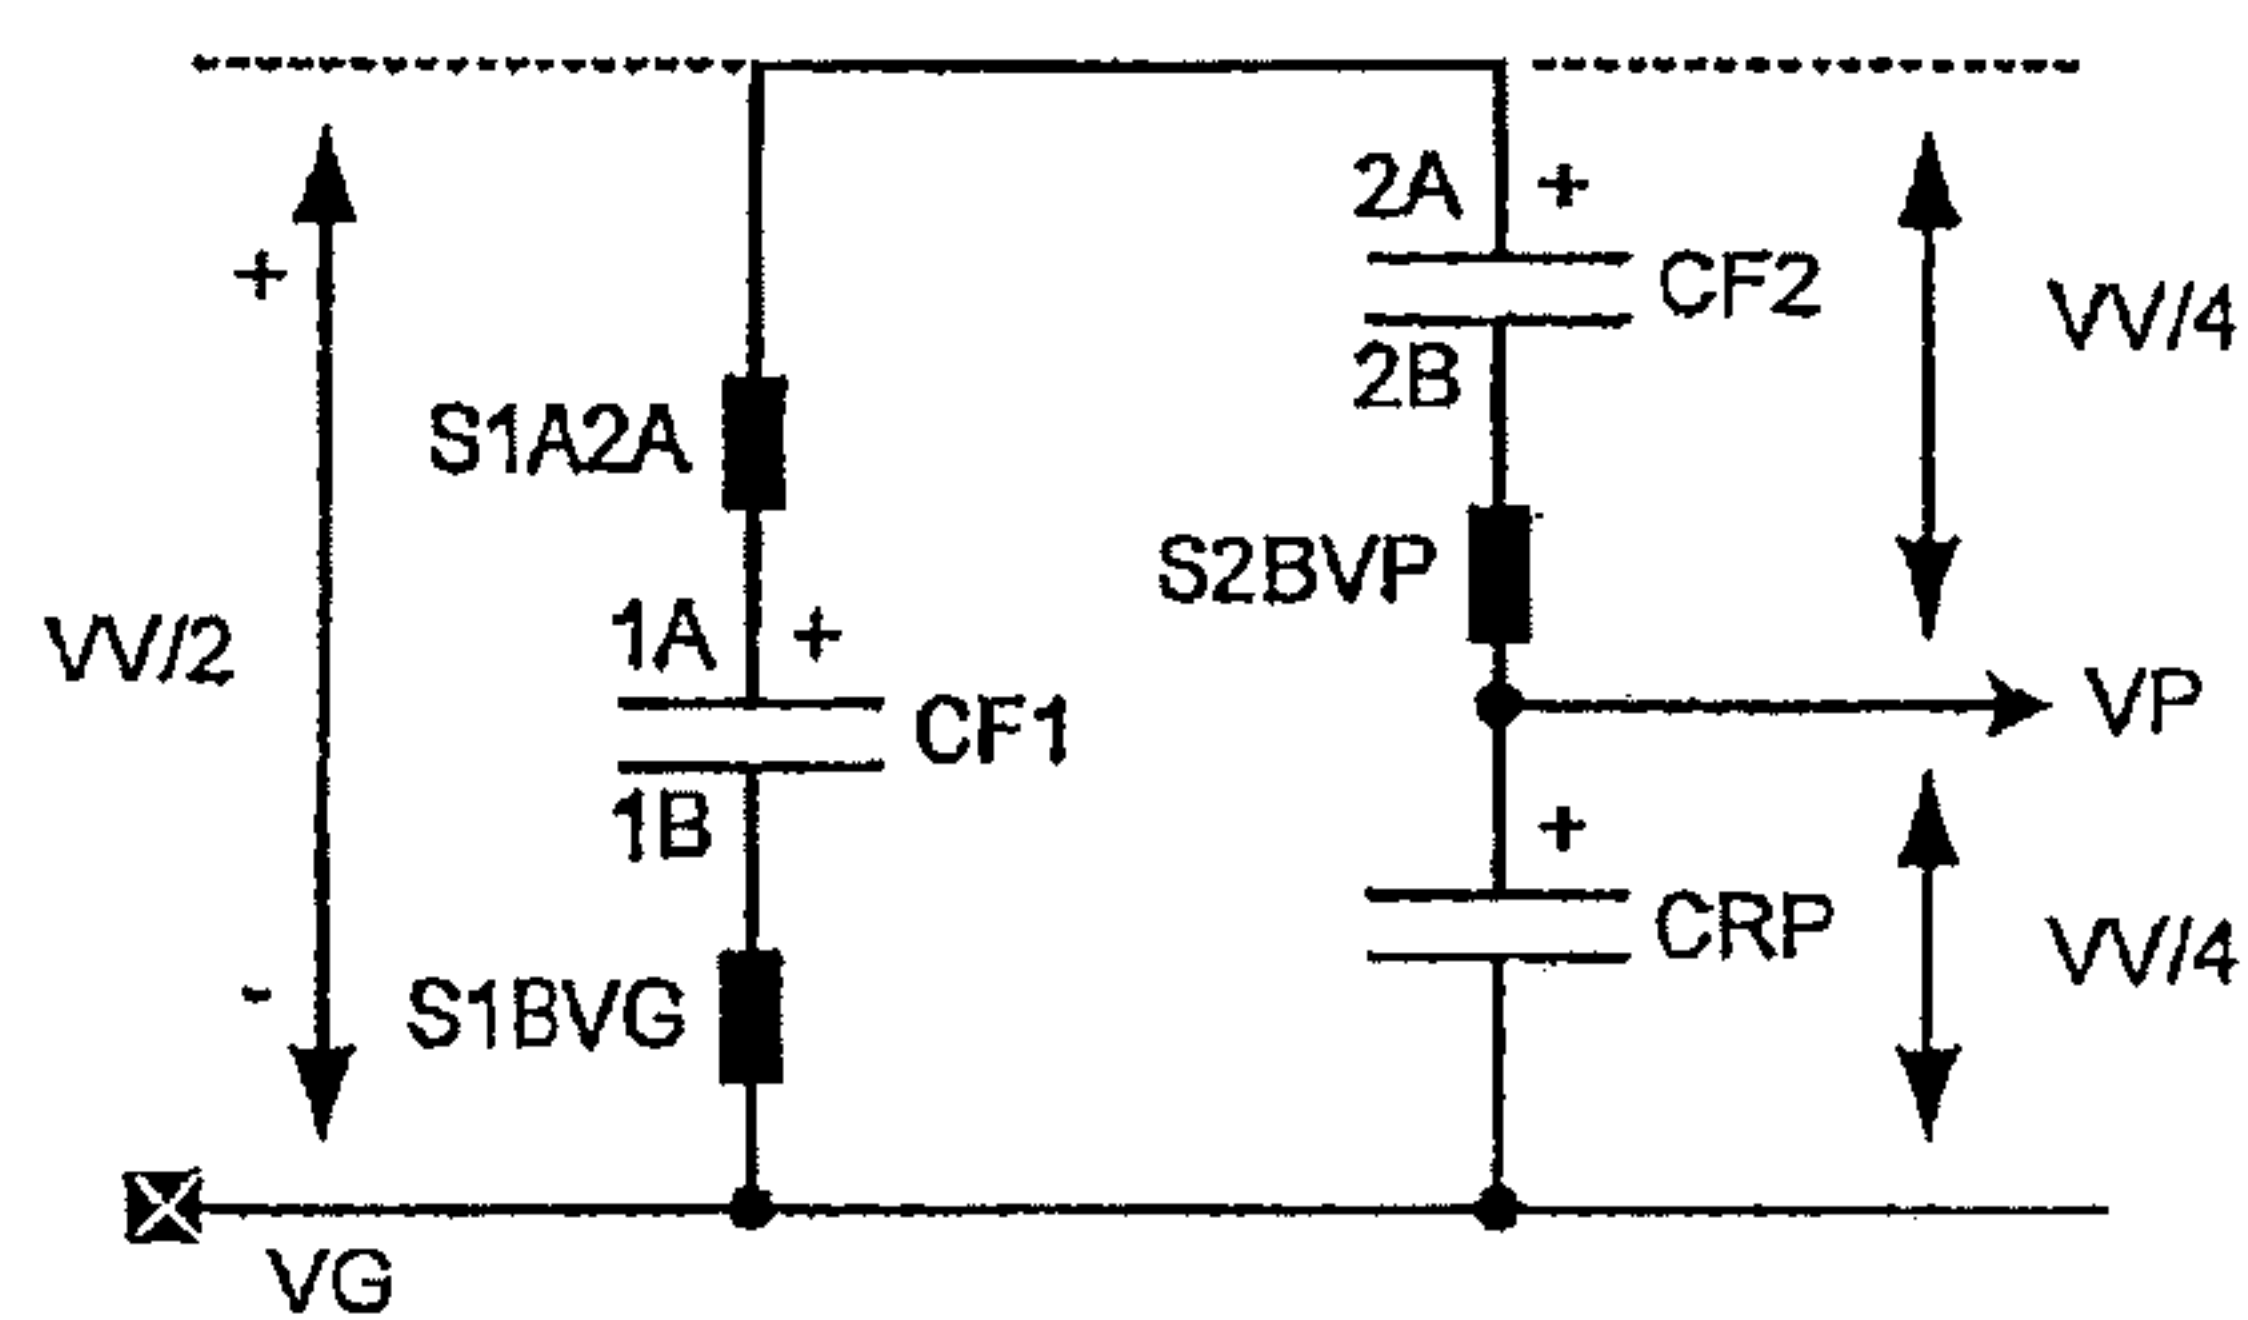 2A +
CF2
+
VV/4
2B
S1A2A
S2BVP
1A +
VV/2
VP
CF1
1B
+
CRP
VV/4
-
S1BVG
VG